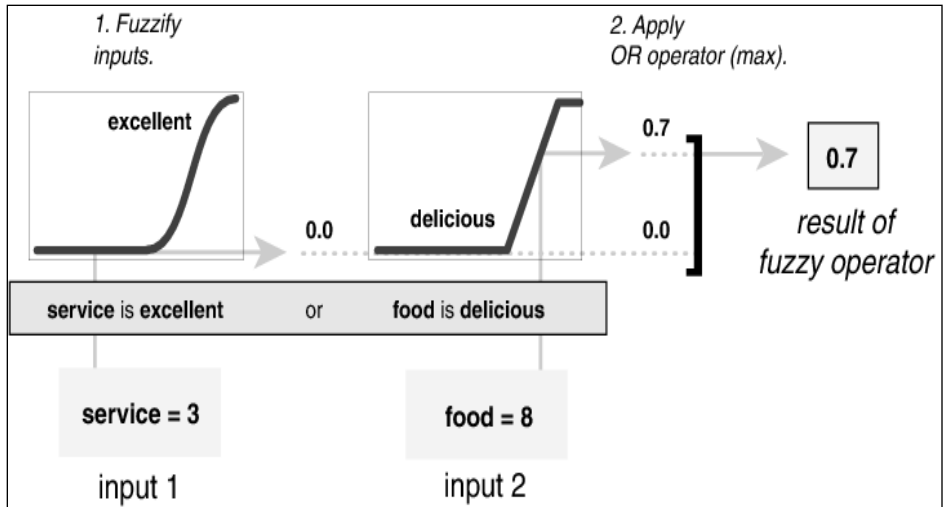 1. Fuzzify
inputs.
2. Apply
OR operator (max).
excellent
0.0
delicious
0.7
0.0
0.7
result of
fuzzy operator
service is excellent or food is delicious
service = 3
food = 8
input 1
input 2